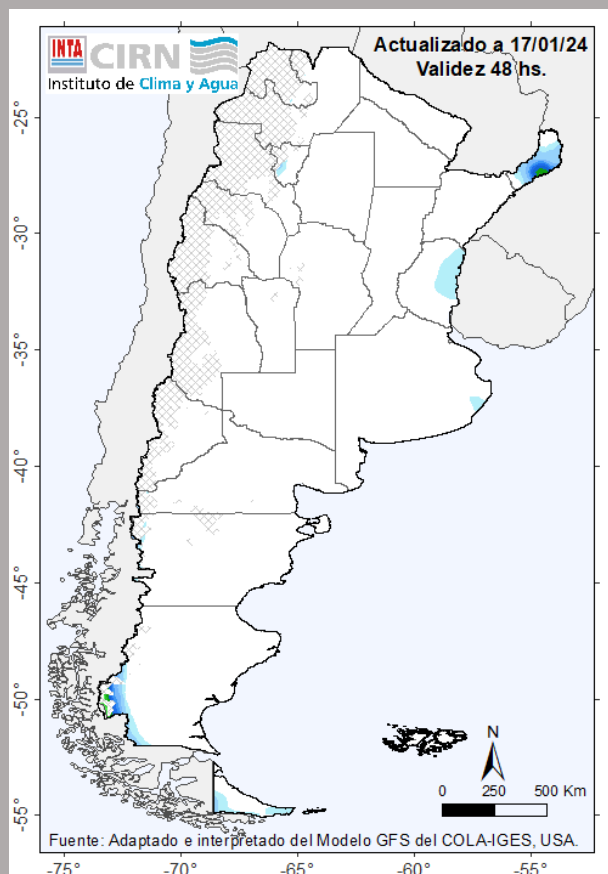 INTA CIRN
Instituto de Clima y Agua
Actualizado a 17/01/24
Validez 48 hs.
-25°
-30°
-35°
-40°
-45°
-50°
-55°
N
0 250 500 Km
Fuente: Adaptado e interpretado del Modelo GFS del COLA-IGES, USA.
-75° -70° -65° -60° -55°